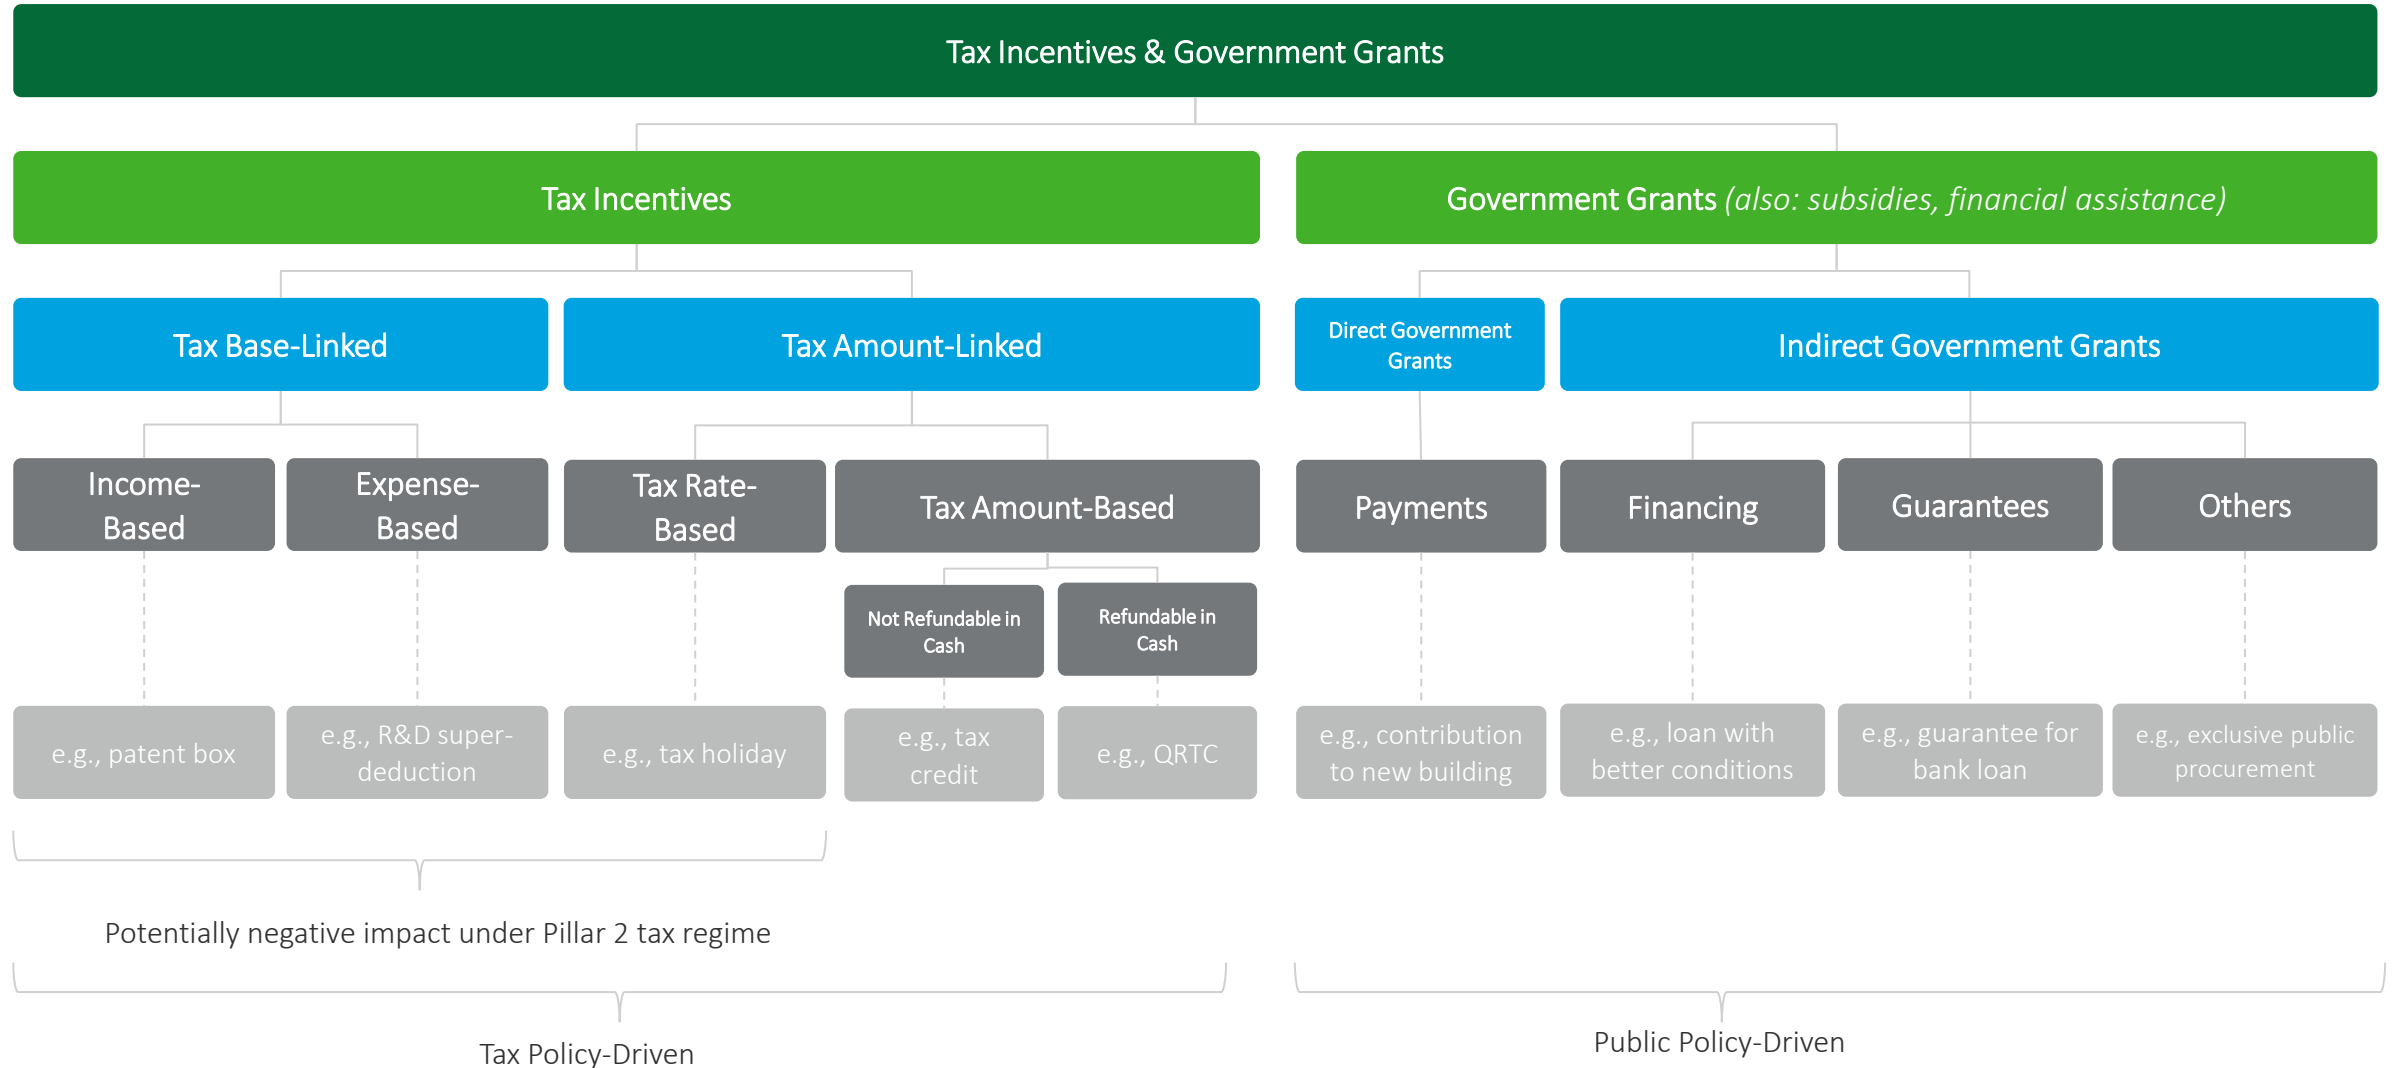 Tax Incentives & Government Grants
Tax Incentives
Government Grants (also: subsidies, financial assistance)
Tax Base-Linked
Tax Amount-Linked
Direct Government
Grants
Indirect Government Grants
Income-
Based
Expense-
Based
Tax Rate-
Based
Tax Amount-Based
Payments
Financing
Guarantees
Others
Not Refundable in
Cash
Refundable in
Cash
e.g., patent box
e.g., R&D super-
deduction
e.g., tax holiday
e.g., tax
credit
e.g., QRTC
e.g., contribution
to new building
e.g., loan with
better conditions
e.g., guarantee for
bank loan
e.g., exclusive public
procurement
Potentially negative impact under Pillar 2 tax regime
Tax Policy-Driven
Public Policy-Driven